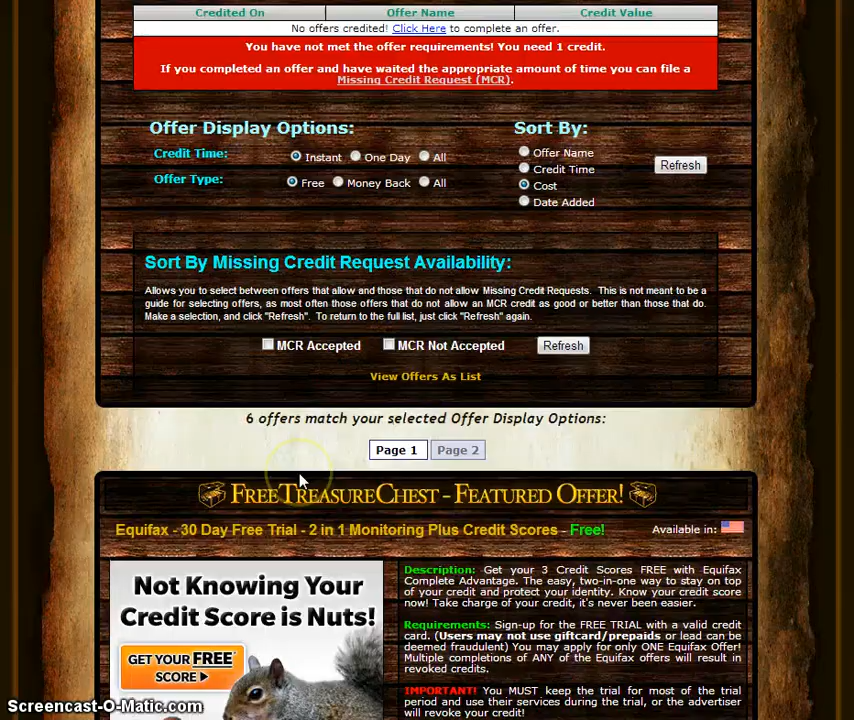 Credited On Offer Name Credit Value
No offers credited! Click Here to complete an offer.
You have not met the offer requirements! You need 1 credit.
If you completed an offer and have waited the appropriate amount of time you can file a
Missing Credit Request (MCR).
Offer Display Options: Sort By:
Credit Time: Instant One Day All
Offer Type: Free Money Back All
Offer Name
Credit Time
Cost
Date Added
Refresh
Sort By Missing Credit Request Availability:
Allows you to select between offers that allow and those that do not allow Missing Credit Requests. This is not meant to be a
guide for selecting offers, as most often those offers that do not allow an MCR credit as good or better than those that do.
Make a selection, and click "Refresh". To return to the full list, just click "Refresh" again.
MCR Accepted MCR Not Accepted Refresh
View Offers As List
6 offers match your selected Offer Display Options:
Page 1 Page 2
FreeTreasureChest - Featured Offer!
Equifax - 30 Day Free Trial - 2 in 1 Monitoring Plus Credit Scores - Free! Available in:
Not Knowing Your
Credit Score is Nuts!
GET YOUR FREE
SCORE
Description: Get your 3 Credit Scores FREE with Equifax
Complete Advantage. The easy, two-in-one way to stay on top
of your credit and protect your identity. Know your credit score
now! Take charge of your credit, it's never been easier.
Requirements: Sign-up for the FREE TRIAL with a valid credit
card. (Users may not use giftcard/prepaids or lead can be
deemed fraudulent) You may apply for only ONE Equifax Offer!
Multiple completions of ANY of the Equifax offers will result in
revoked credits.
IMPORTANT! You MUST keep the trial for most of the trial
period and use their services during the trial, or the advertiser
will revoke your credit!
Screencast-O-Matic.com